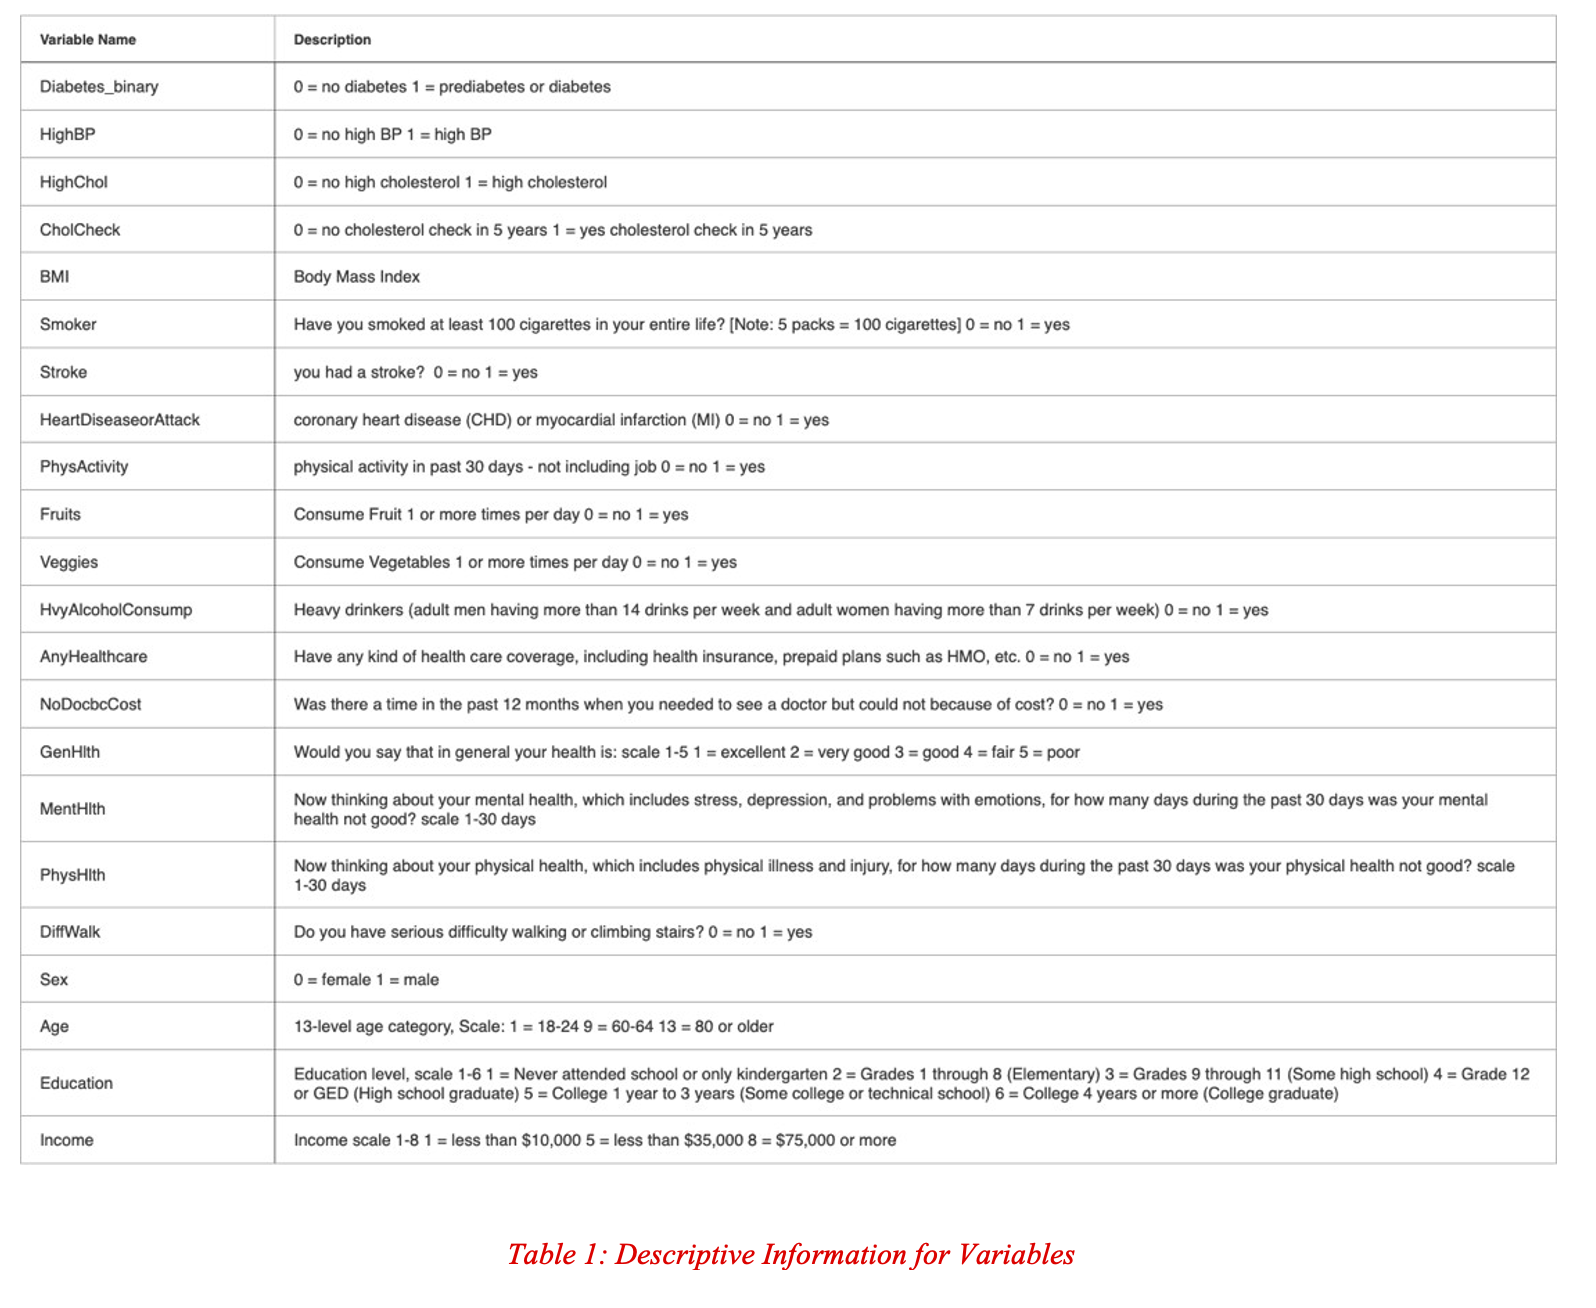 Variable Name Description
Diabetes_binary 0 = no diabetes 1 = prediabetes or diabetes
HighBP 0 = no high BP 1 = high BP
HighChol 0 = no high cholesterol 1 = high cholesterol
CholCheck 0 = no cholesterol check in 5 years 1 = yes cholesterol check in 5 years
BMI Body Mass Index
Smoker Have you smoked at least 100 cigarettes in your entire life? [Note: 5 packs = 100 cigarettes] 0 = no 1 = yes
Stroke you had a stroke? 0 = no 1 = yes
HeartDiseaseorAttack coronary heart disease (CHD) or myocardial infarction (MI) 0 = no 1 = yes
PhysActivity physical activity in past 30 days - not including job 0 = no 1 = yes
Fruits Consume Fruit 1 or more times per day 0 = no 1 = yes
Veggies Consume Vegetables 1 or more times per day 0 = no 1 = yes
HvyAlcoholConsump Heavy drinkers (adult men having more than 14 drinks per week and adult women having more than 7 drinks per week) 0 = no 1 = yes
AnyHealthcare Have any kind of health care coverage, including health insurance, prepaid plans such as HMO, etc. 0 = no 1 = yes
NoDocbcCost Was there a time in the past 12 months when you needed to see a doctor but could not because of cost? 0 = no 1 = yes
GenHlth Would you say that in general your health is: scale 1-5 1 = excellent 2 = very good 3 = good 4 = fair 5 = poor
MentHlth Now thinking about your mental health, which includes stress, depression, and problems with emotions, for how many days during the past 30 days was your mental
health not good? scale 1-30 days
PhysHlth Now thinking about your physical health, which includes physical illness and injury, for how many days during the past 30 days was your physical health not good? scale
1-30 days
DiffWalk Do you have serious difficulty walking or climbing stairs? 0 = no 1 = yes
Sex 0 = female 1 = male
Age 13-level age category, Scale: 1 = 18-24 9 = 60-64 13 = 80 or older
Education Education level, scale 1-6 1 = Never attended school or only kindergarten 2 = Grades 1 through 8 (Elementary) 3 = Grades 9 through 11 (Some high school) 4 = Grade 12
or GED (High school graduate) 5 = College 1 year to 3 years (Some college or technical school) 6 = College 4 years or more (College graduate)
Income Income scale 1-8 1 = less than $10,000 5 = less than $35,000 8 = $75,000 or more
Table 1: Descriptive Information for Variables